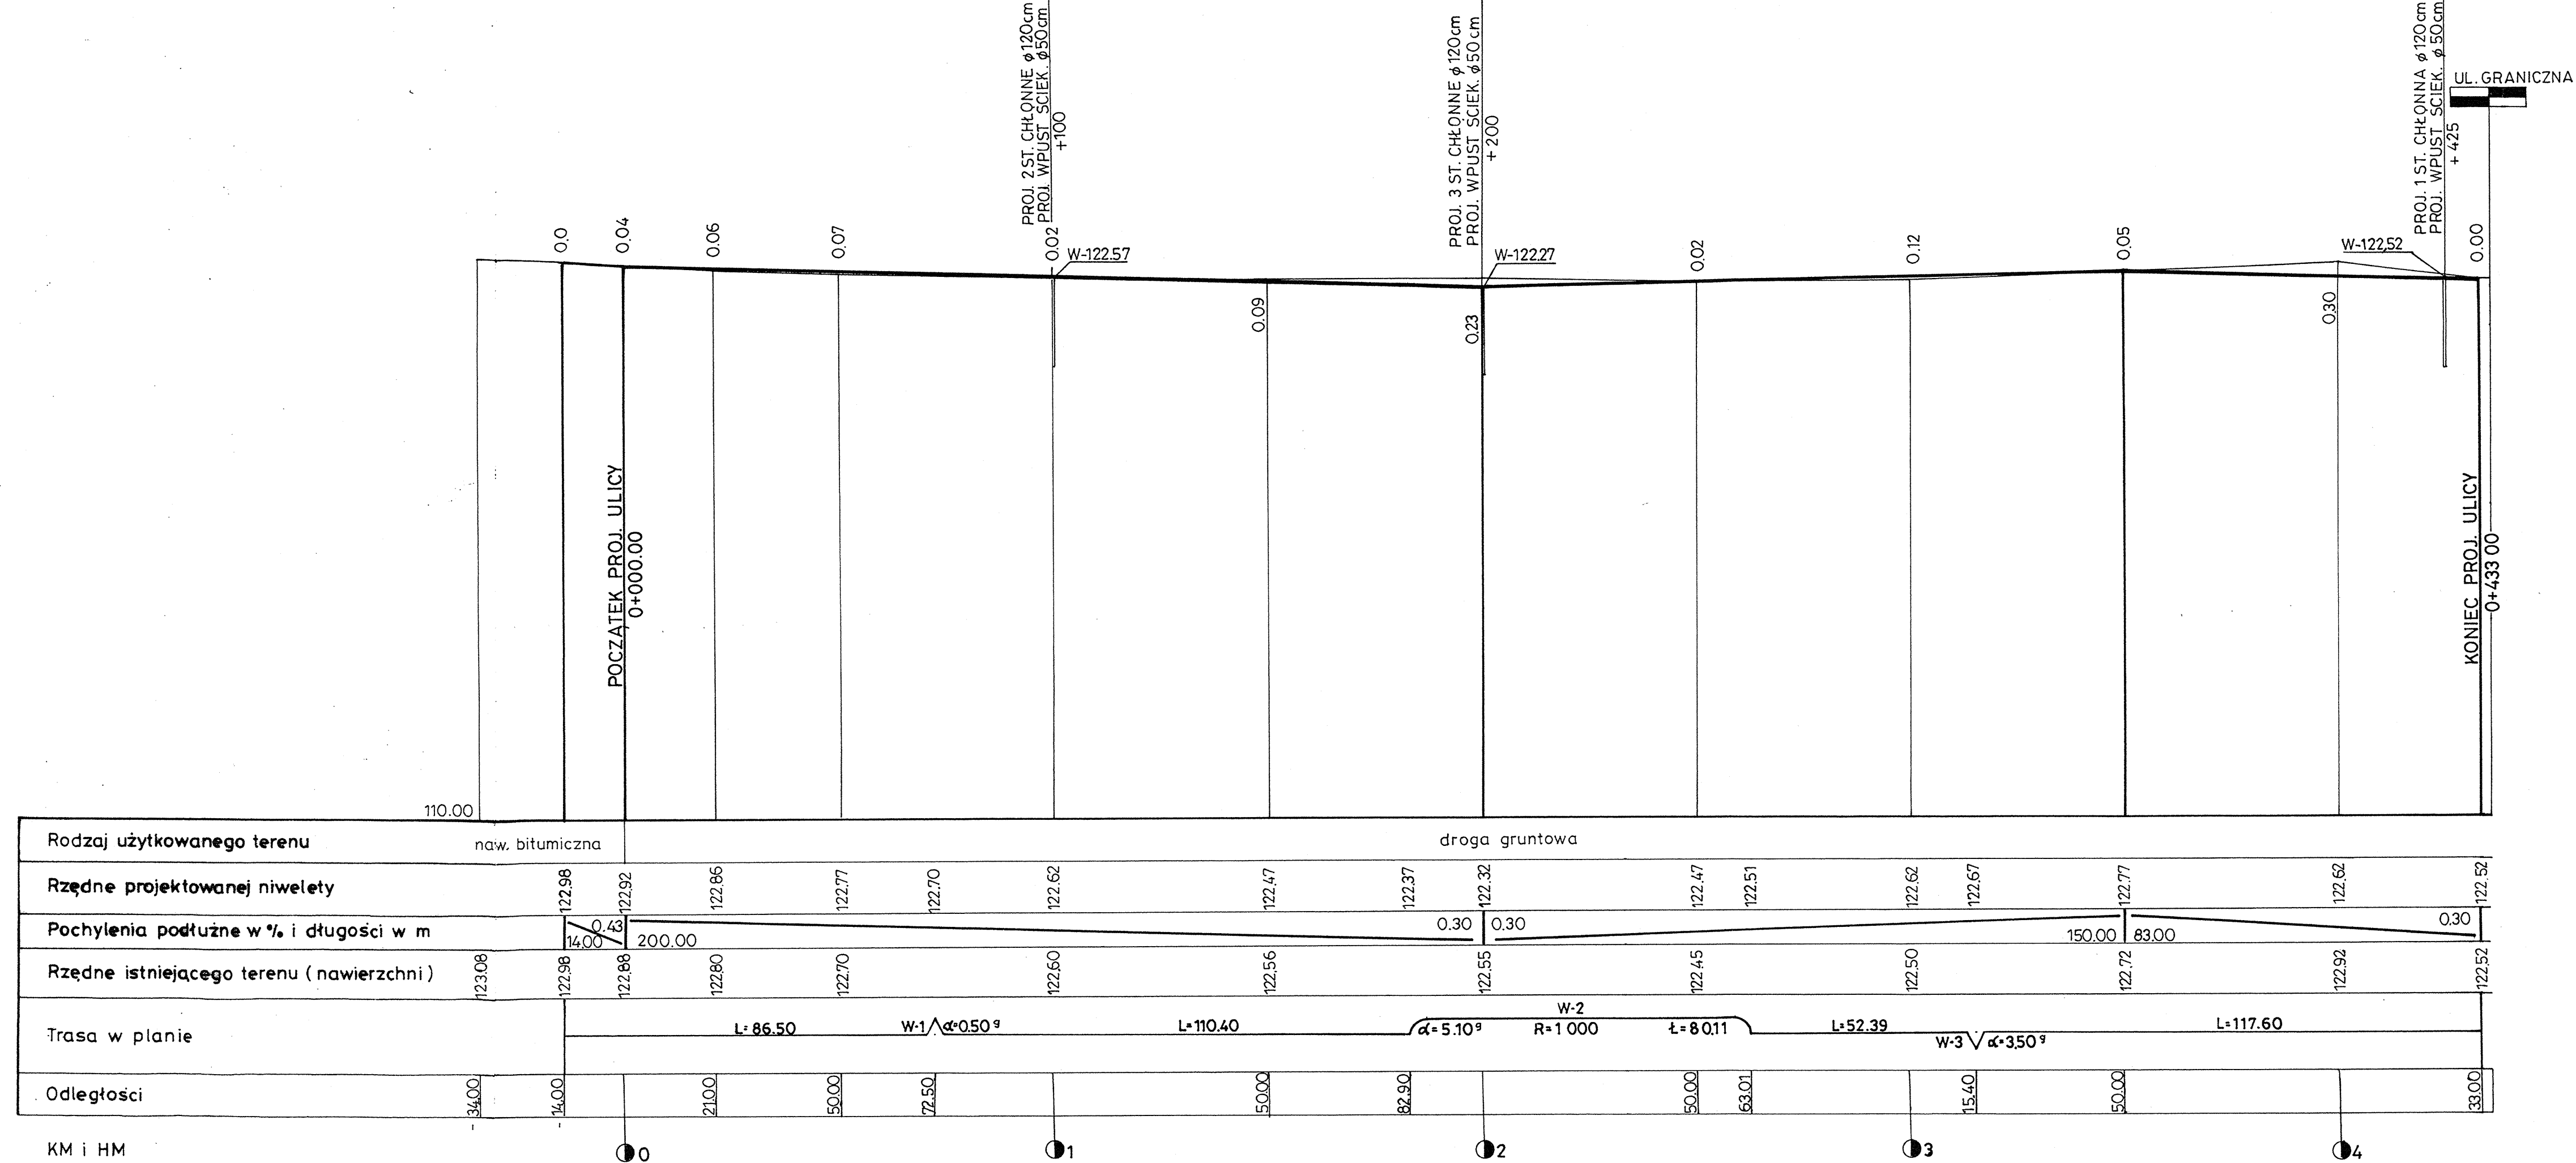 PROJ. 2 ST. CHŁONNE ϕ120cm
PROJ. WPUST SCIEK. ϕ50cm
+100
PROJ. 3 ST. CHŁONNE ϕ120cm
PROJ. WPUST SCIEK. ϕ50cm
+200
PROJ. 1 ST. CHŁONNA ϕ120cm
PROJ. WPUST SCIEK. ϕ50cm
+425
UL. GRANICZNA
0.0 0.04 0.06 0.07 0.02 0.02 0.12 0.05 0.00
W-122.57
W-122.27
W-122,52
0.09 0.23 0.30
POCZĄTEK PROJ. ULICY
0+000.00
KONIEC PROJ. ULICY
0+433 00
110.00
Rodzaj użytkowanego terenu naw. bitumiczna droga gruntowa
Rzędne projektowanej niwelety 122.98 122.92 122.86 122.77 122.70 122.62 122.47 122.37 122.32 122.47 122.51 122.62 122.67 122.77 122.62 122.52
Pochylenia podłużne w % i długości w m 14.00 0.43 200.00 0.30 0.30 150.00 83.00 0.30
Rzędne istniejącego terenu (nawierzchni) 123.08 122.98 122.88 122.80 122.70 122.60 122.56 122.55 122.45 122.50 122.72 122.92 122.52
Trasa w planie L=86.50 W-1 α=0.50g L=110.40 α=5.10g W-2 R=1 000 Ł=80.11 L=52.39 W-3 α=3.50g L=117.60
Odległości -34.00 -14.00 21.00 50.00 72.50 50.00 82.90 50.00 63.01 15.40 50.00 33.00
KM i HM 0 1 2 3 4